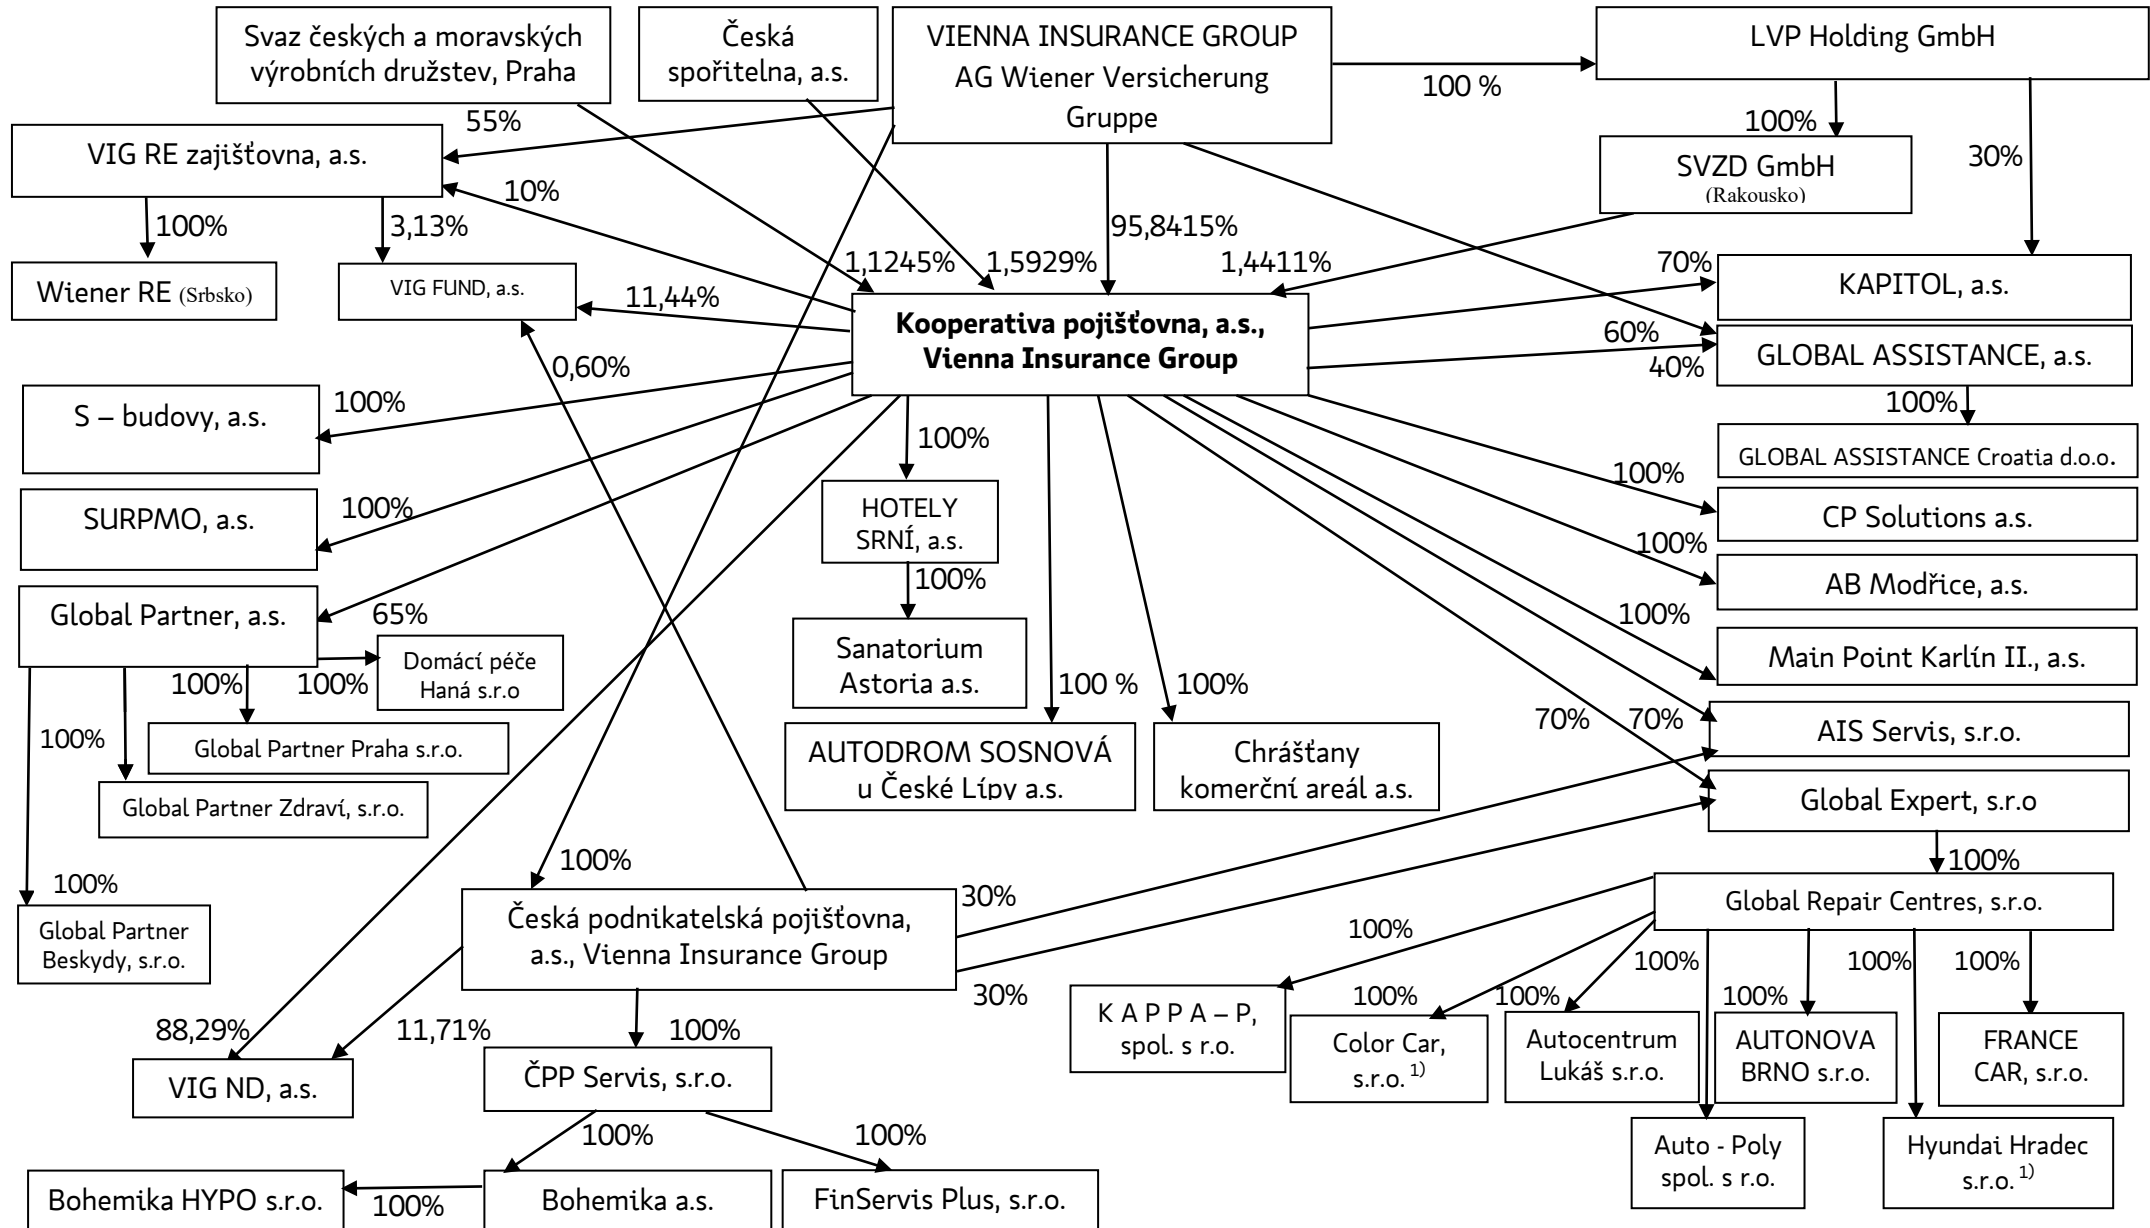 Svaz českých a moravských
výrobních družstev, Praha
Česká
spořitelna, a.s.
VIENNA INSURANCE GROUP
AG Wiener Versicherung
Gruppe
100 %
LVP Holding GmbH
55%
100%
30%
VIG RE zajišťovna, a.s.
SVZD GmbH
(Rakousko)
10%
100%
3,13%
95,8415%
1,1245%
1,5929%
1,4411%
70%
Wiener RE (Srbsko)
VIG FUND, a.s.
11,44%
KAPITOL, a.s.
Kooperativa pojišťovna, a.s.,
Vienna Insurance Group
60%
40%
GLOBAL ASSISTANCE, a.s.
0,60%
100%
S – budovy, a.s.
100%
100%
GLOBAL ASSISTANCE Croatia d.o.o.
SURPMO, a.s.
100%
HOTELY
SRNÍ, a.s.
100%
CP Solutions a.s.
100%
100%
AB Modřice, a.s.
Global Partner, a.s.
65%
100%
Sanatorium
Astoria a.s.
Main Point Karlín II., a.s.
Domácí péče
Haná s.r.o
100%
100%
100 %
100%
70%
70%
100%
Global Partner Praha s.r.o.
AUTODROM SOSNOVÁ
u České Lípy a.s.
Chrášťany
komerční areál a.s.
AIS Servis, s.r.o.
Global Partner Zdraví, s.r.o.
Global Expert, s.r.o
100%
100%
100%
30%
Global Partner
Beskydy, s.r.o.
Česká podnikatelská pojišťovna,
a.s., Vienna Insurance Group
30%
Global Repair Centres, s.r.o.
100%
100%
100%
100%
100%
100%
100%
88,29%
11,71%
100%
K A P P A – P,
spol. s r.o.
Color Car,
s.r.o. 1)
Autocentrum
Lukáš s.r.o.
AUTONOVA
BRNO s.r.o.
FRANCE
CAR, s.r.o.
VIG ND, a.s.
ČPP Servis, s.r.o.
100%
100%
Auto - Poly
spol. s r.o.
Hyundai Hradec
s.r.o. 1)
Bohemika HYPO s.r.o.
100%
Bohemika a.s.
FinServis Plus, s.r.o.